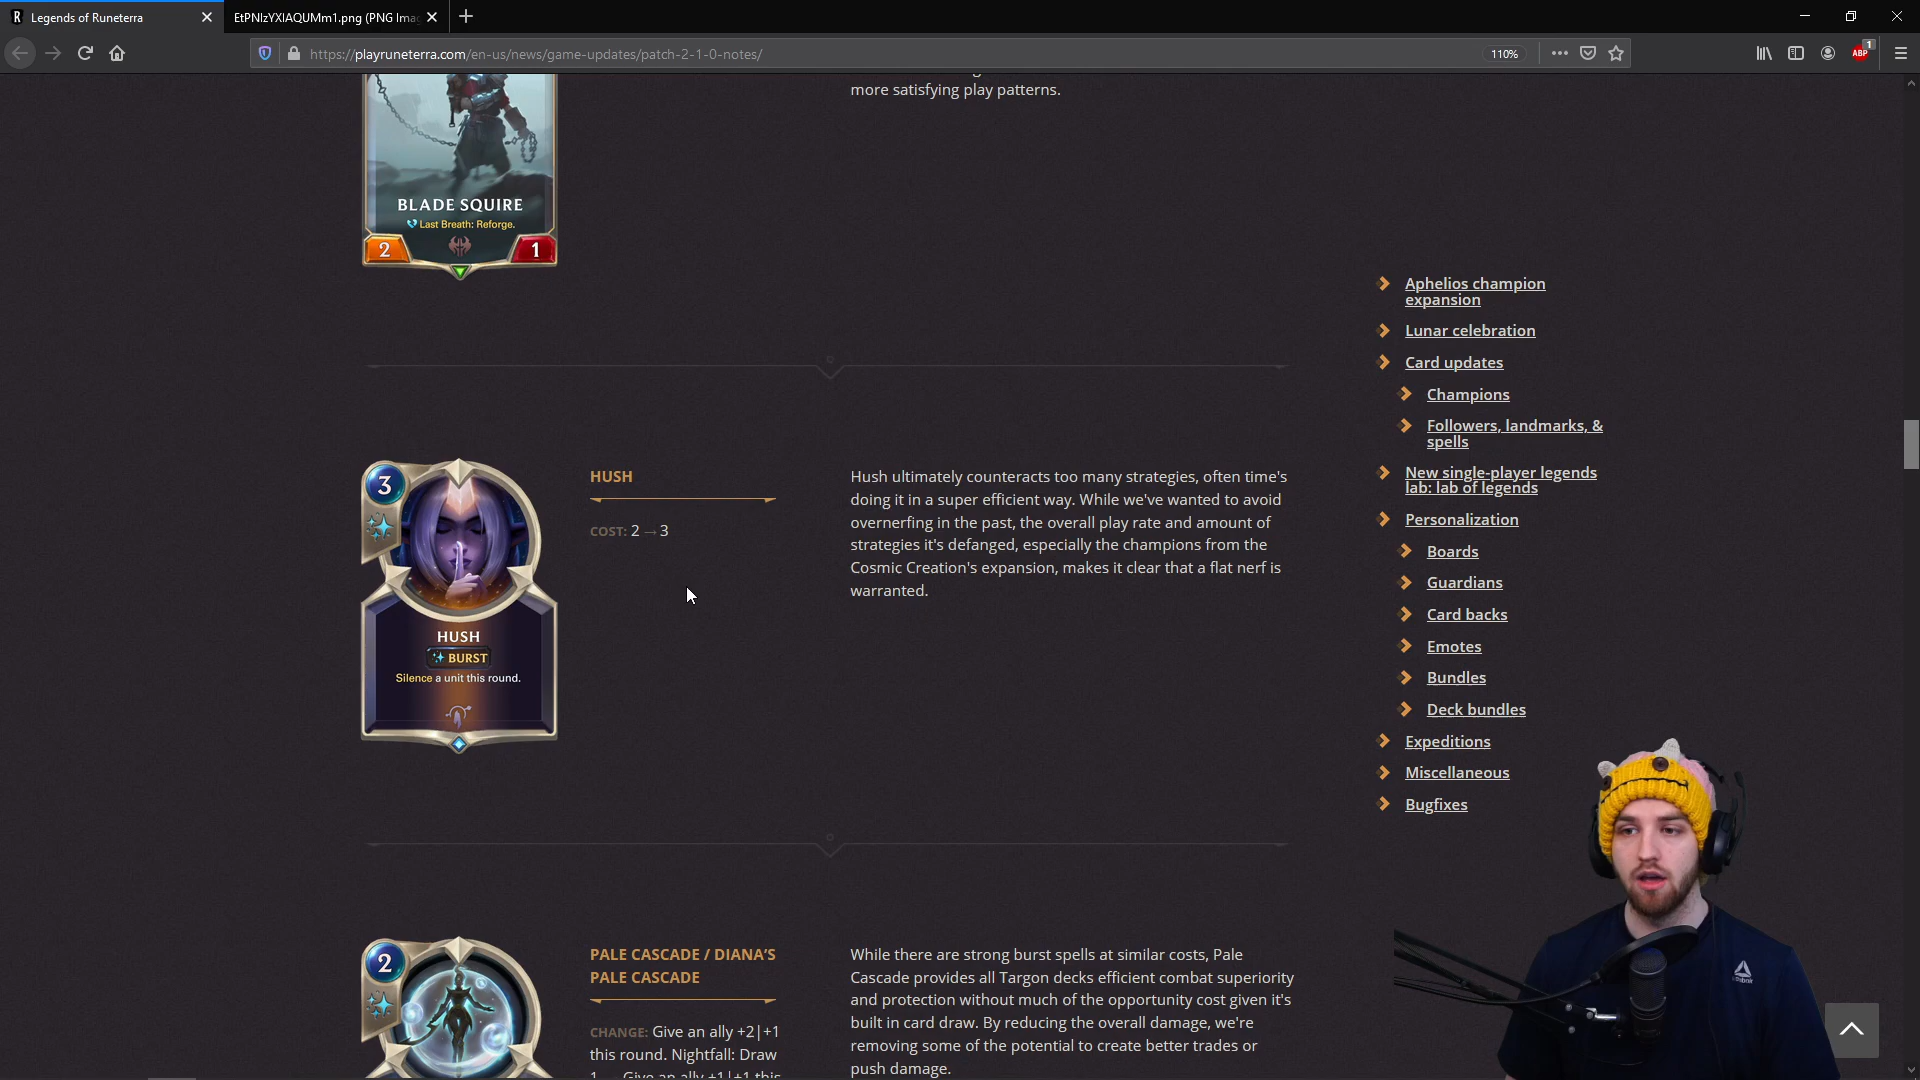 Legends of Runeterra
EtPNIzYXIAQUMm1.png (PNG Ima
https://playruneterra.com/en-us/news/game-updates/patch-2-1-0-notes/
110%
ABP
1
more satisfying play patterns.
BLADE SQUIRE
Last Breath: Reforge.
2
1
Aphelios champion
expansion
Lunar celebration
Card updates
Champions
Followers, landmarks, &
spells
New single-player legends
lab: lab of legends
Personalization
Boards
Guardians
Card backs
Emotes
Bundles
Deck bundles
Expeditions
Miscellaneous
Bugfixes
3
HUSH
BURST
Silence a unit this round.
HUSH
COST: 2 → 3
Hush ultimately counteracts too many strategies, often time's
doing it in a super efficient way. While we've wanted to avoid
overnerfing in the past, the overall play rate and amount of
strategies it's defanged, especially the champions from the
Cosmic Creation's expansion, makes it clear that a flat nerf is
warranted.
2
PALE CASCADE / DIANA'S
PALE CASCADE
CHANGE: Give an ally +2|+1
this round. Nightfall: Draw
1. → Give an ally +1|+1 this
While there are strong burst spells at similar costs, Pale
Cascade provides all Targon decks efficient combat superiority
and protection without much of the opportunity cost given it's
built in card draw. By reducing the overall damage, we're
removing some of the potential to create better trades or
push damage.
Reebok